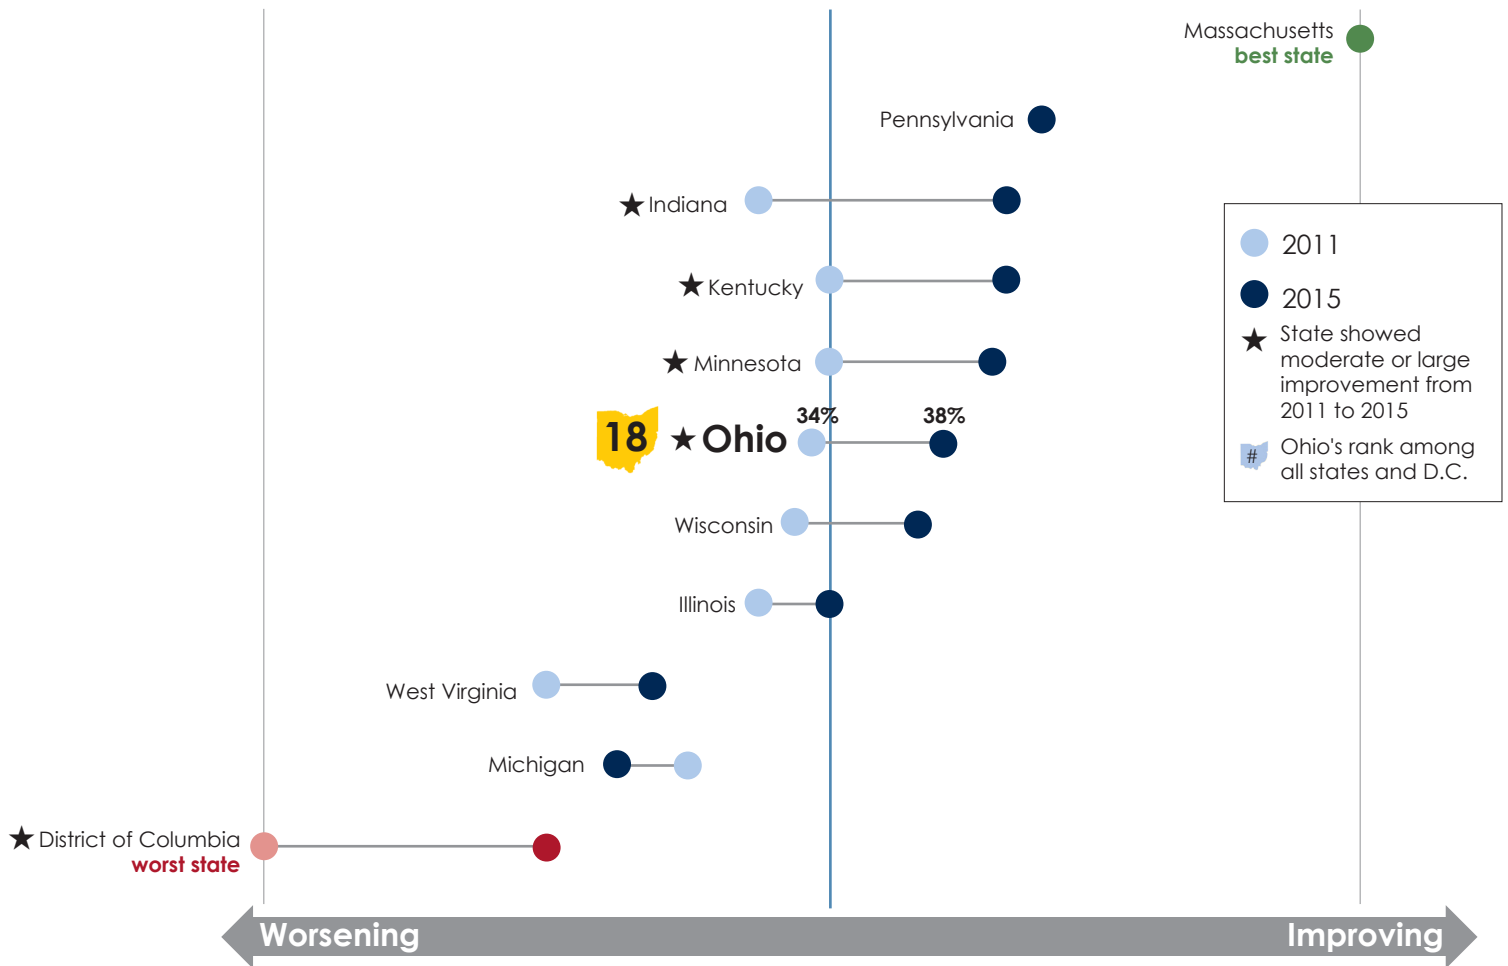 Massachusetts
best state
Pennsylvania
Indiana
Kentucky
Minnesota
34% 38%
18 Ohio
Wisconsin
Illinois
West Virginia
Michigan
District of Columbia
worst state
2011
2015
State showed
moderate or large
improvement from
2011 to 2015
# Ohio's rank among
all states and D.C.
Worsening Improving